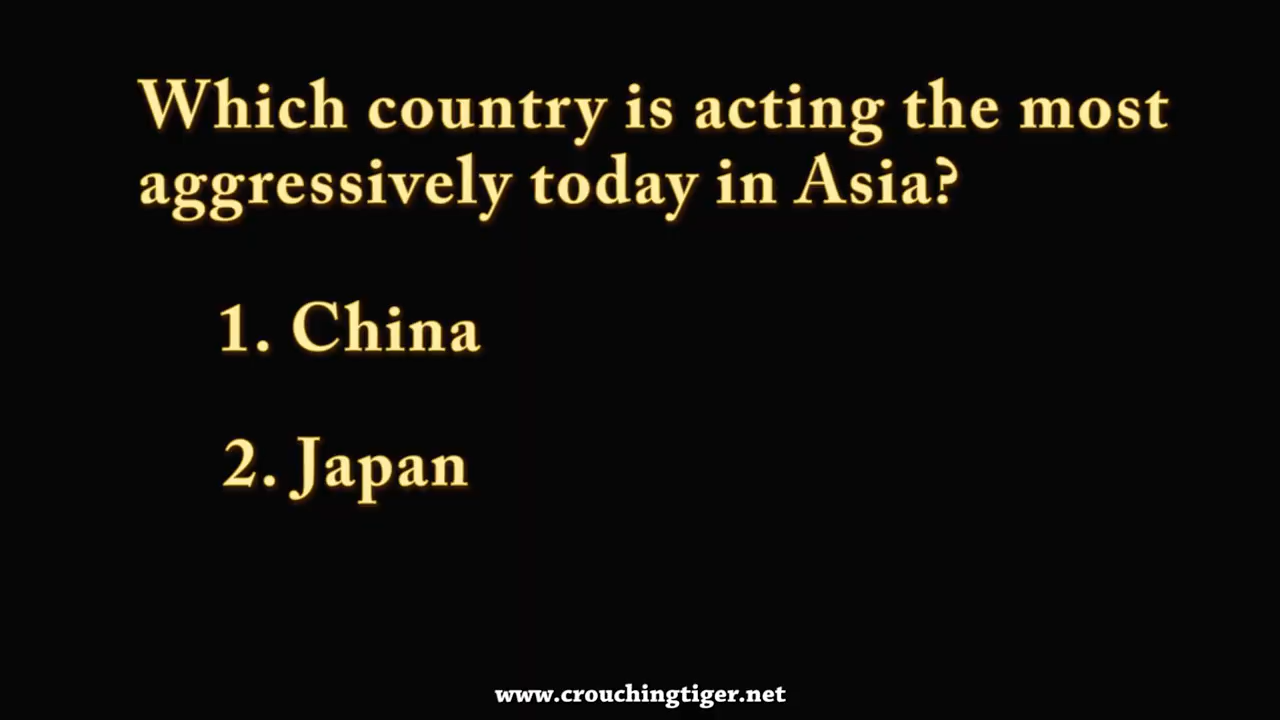 Which country is acting the most
aggressively today in Asia?
1. China
2. Japan
www.crouchingtiger.net